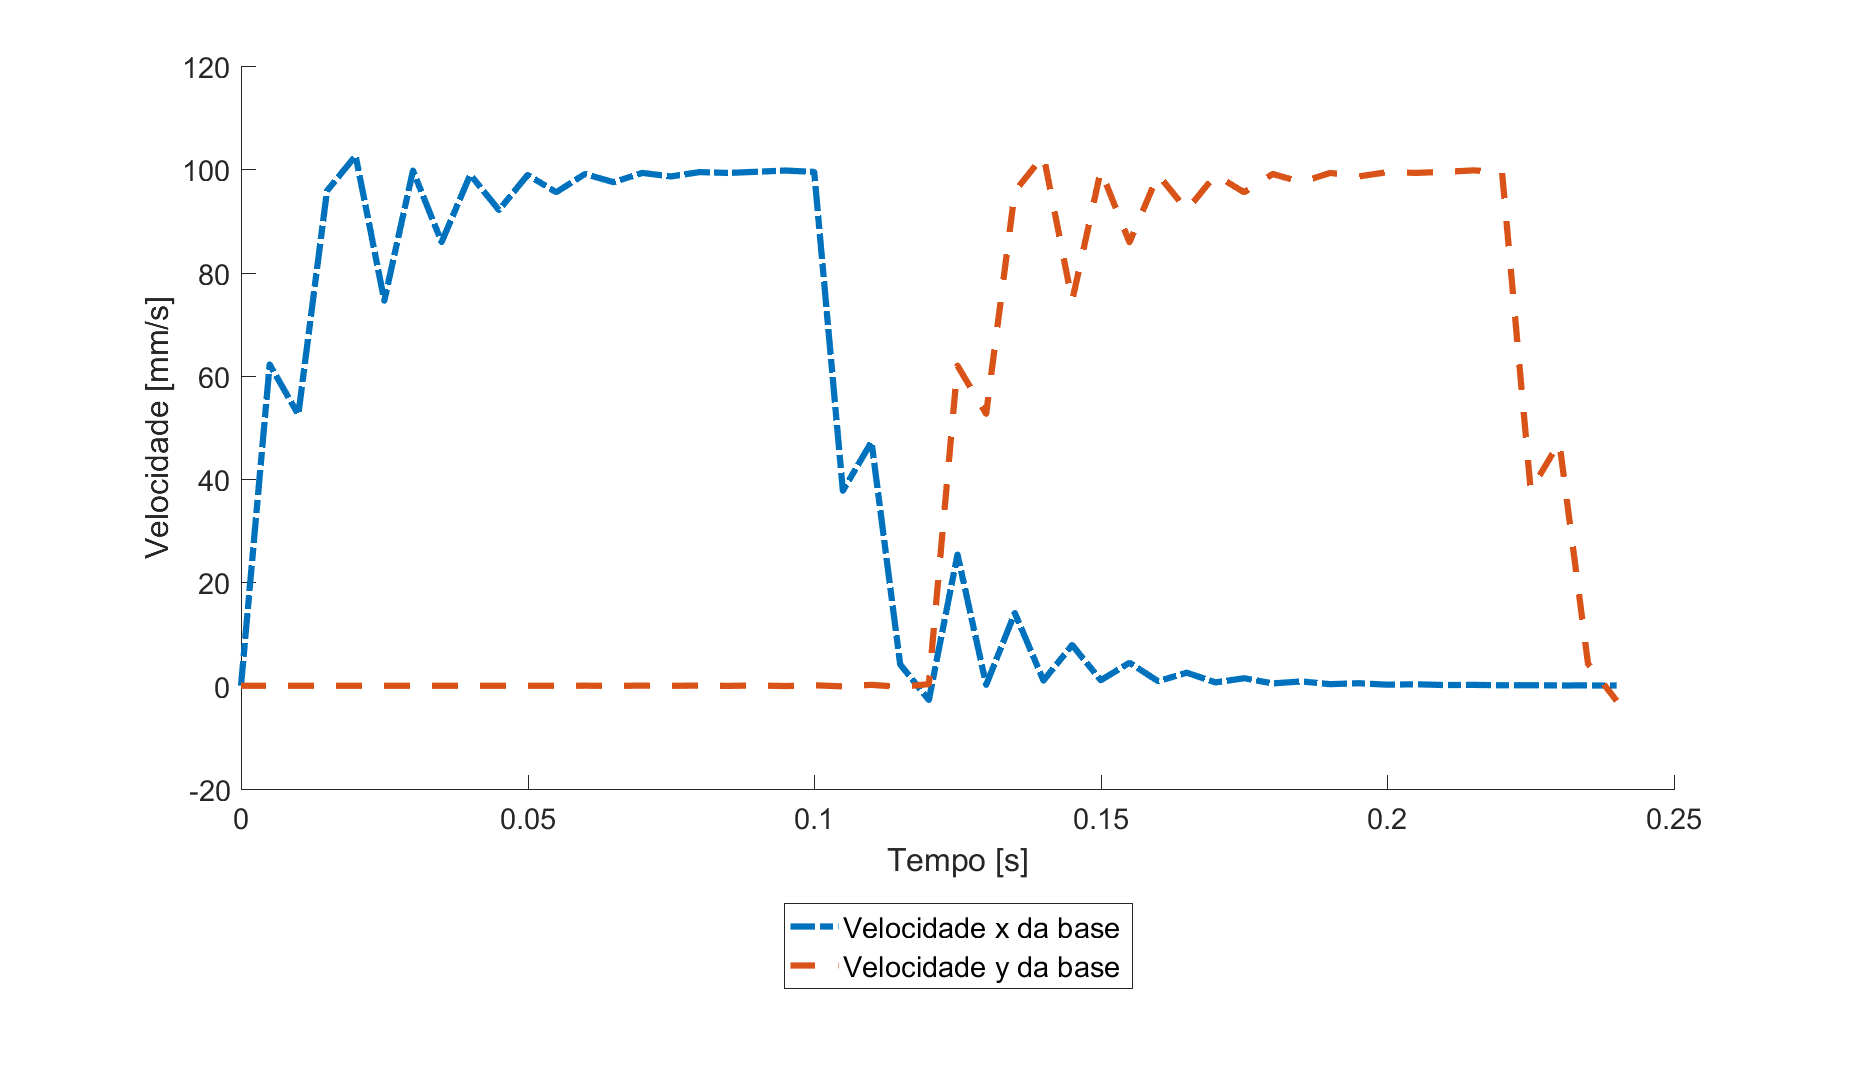 120
100
80
60
40
20
0
-20
Velocidade [mm/s]
0 0.05 0.1 0.15 0.2 0.25
Tempo [s]
Velocidade x da base
Velocidade y da base